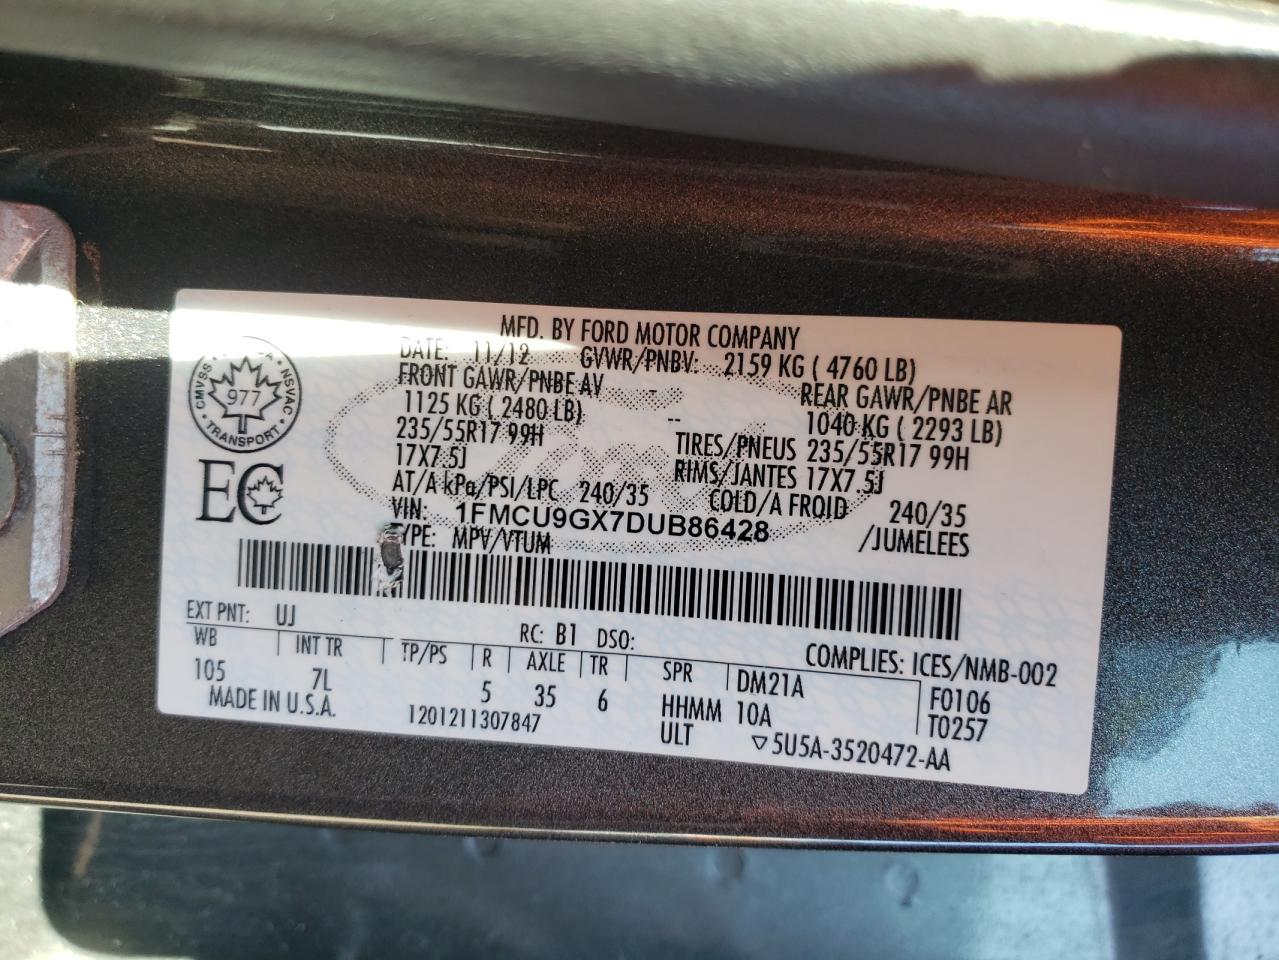 MFD. BY FORD MOTOR COMPANY
DATE: 11/12 GVWR/PNBV: 2159 KG ( 4760 LB)
FRONT GAWR/PNBE AV - REAR GAWR/PNBE AR
1125 KG ( 2480 LB) -- 1040 KG ( 2293 LB)
235/55R17 99H TIRES/PNEUS 235/55R17 99H
17X7.5J RIMS/JANTES 17X7.5J
AT/A kPa/PSI/LPC 240/35 COLD/A FROID 240/35
VIN: 1FMCU9GX7DUB86428 /JUMELEES
TYPE: MPV/VTUM
CMVSS NSVAC
977
TRANSPORT
EC
EXT PNT: UJ RC: B1 DSO:
WB INT TR TP/PS R AXLE TR SPR COMPLIES: ICES/NMB-002
105 7L 5 35 6 DM21A F0106
HHMM 10A T0257
MADE IN U.S.A. 1201211307847 ULT ▽5U5A-3520472-AA